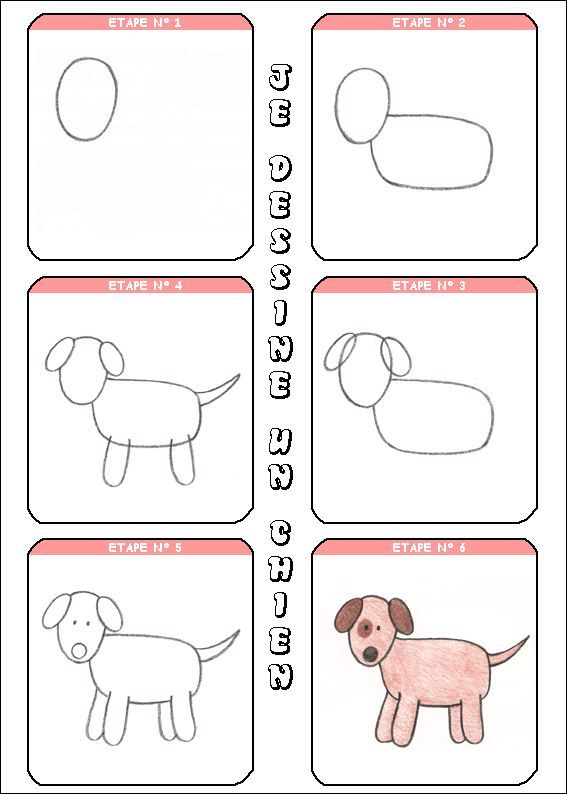 ETAPE N° 1
ETAPE N° 2
JE DESSINE UN CHIEN
ETAPE N° 4
ETAPE N° 3
ETAPE N° 5
ETAPE N° 6